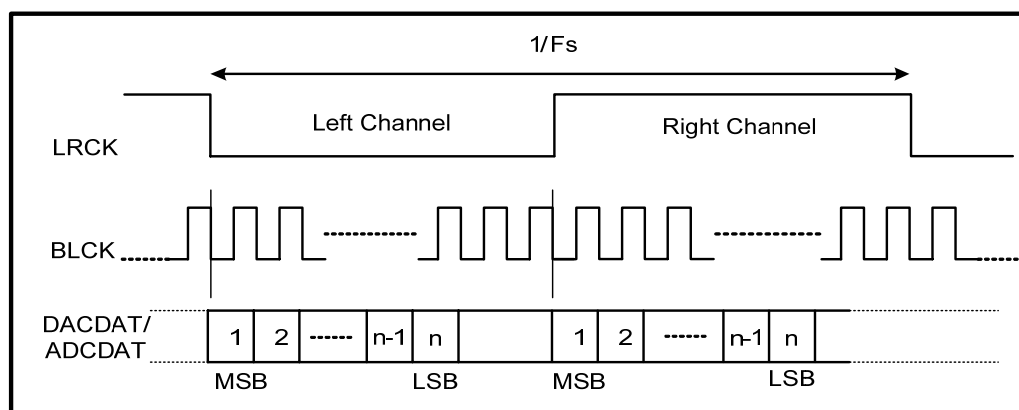 1/Fs
Left Channel
Right Channel
LRCK
BLCK
DACDAT/
ADCDAT
1 2 n-1 n 1 2 n-1 n
MSB LSB MSB LSB